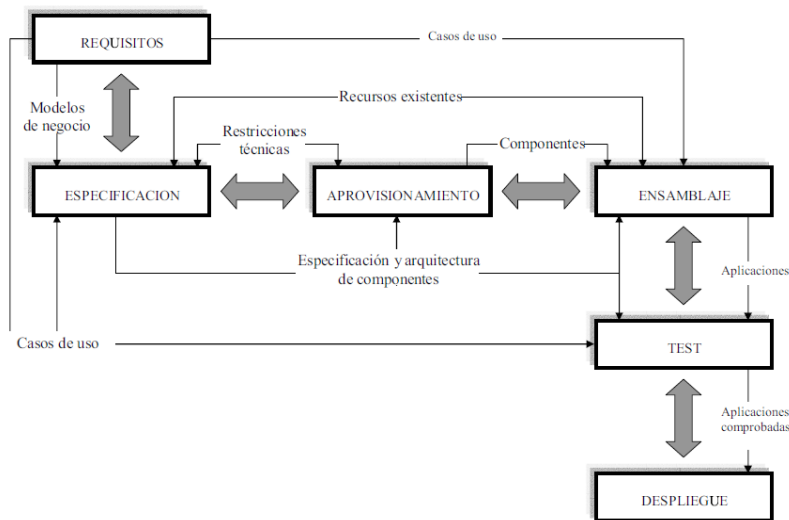 REQUISITOS
Casos de uso
Modelos
de negocio
Recursos existentes
Restricciones
técnicas
Componentes
ESPECIFICACION
APROVISIONAMIENTO
ENSAMBLAJE
Especificación y arquitectura
de componentes
Aplicaciones
Casos de uso
TEST
Aplicaciones
comprobadas
DESPLIEGUE